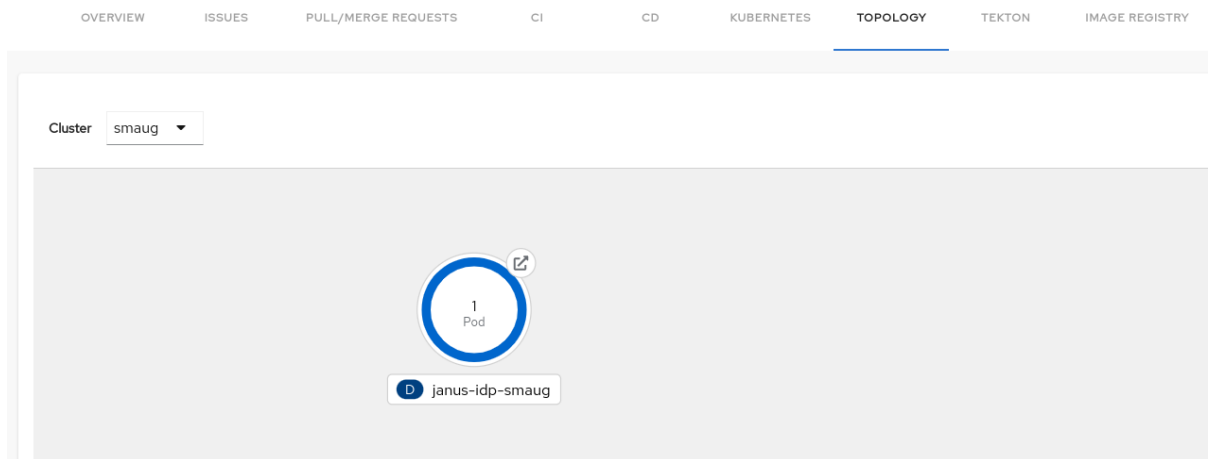 OVERVIEW ISSUES PULL/MERGE REQUESTS CI CD KUBERNETES TOPOLOGY TEKTON IMAGE REGISTRY
Cluster smaug
1
Pod
D janus-idp-smaug